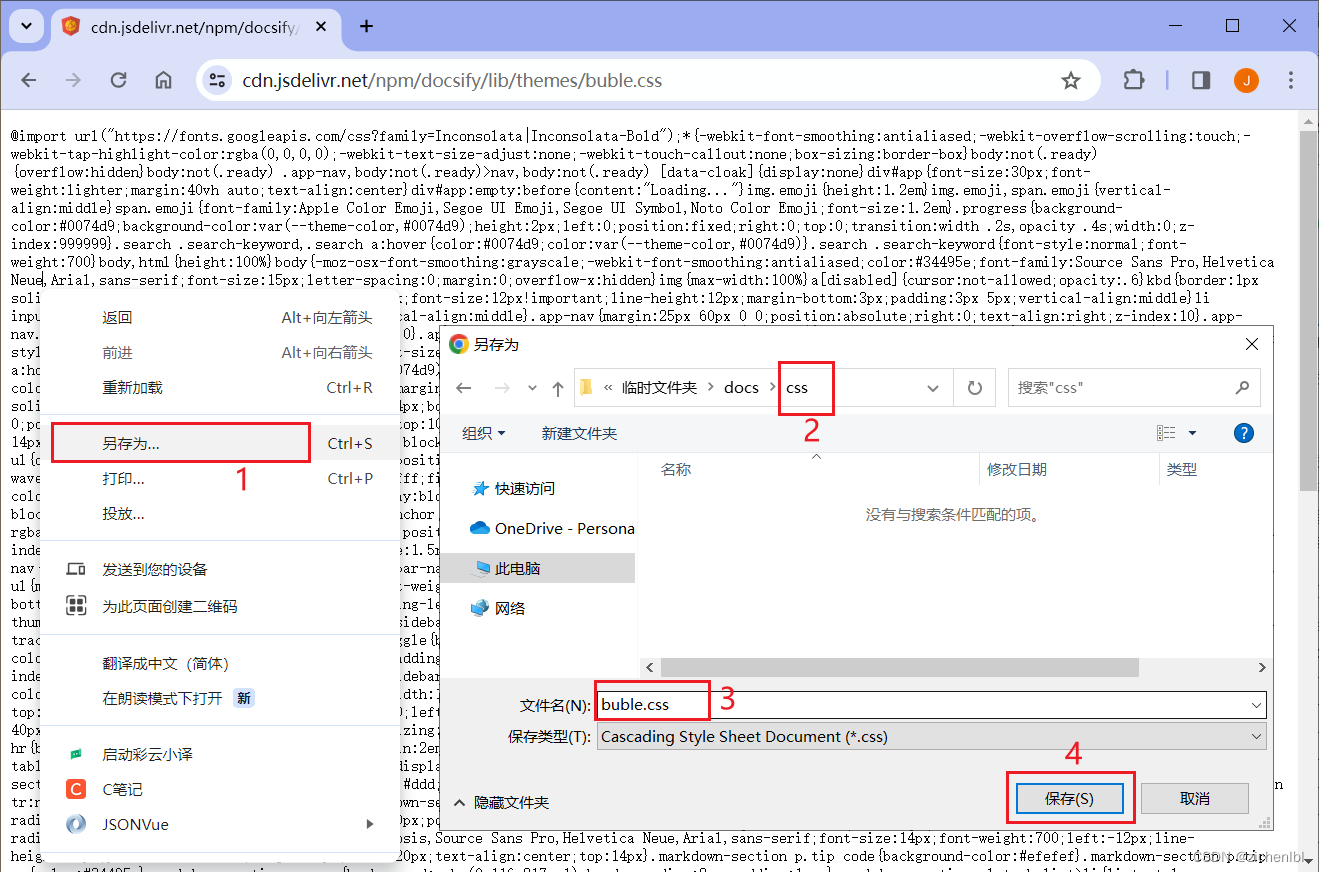 cdn.jsdelivr.net/npm/docsify/
cdn.jsdelivr.net/npm/docsify/lib/themes/buble.css
J
@import url("https://fonts.googleapis.com/css?family=Inconsolata|Inconsolata-Bold");*{-webkit-font-smoothing:antialiased;-webkit-overflow-scrolling:touch;-
webkit-tap-highlight-color:rgba(0,0,0,0);-webkit-text-size-adjust:none;-webkit-touch-callout:none;box-sizing:border-box}body:not(.ready)
{overflow:hidden}body:not(.ready) .app-nav,body:not(.ready)>nav,body:not(.ready) [data-cloak]{display:none}div#app{font-size:30px;font-
weight:lighter;margin:40vh auto;text-align:center}div#app:empty:before{content:"Loading..."}img.emoji{height:1.2em}img.emoji,span.emoji{vertical-
align:middle}span.emoji{font-family:Apple Color Emoji,Segoe UI Emoji,Segoe UI Symbol,Noto Color Emoji;font-size:1.2em}.progress{background-
color:#0074d9;background-color:var(--theme-color,#0074d9);height:2px;left:0;position:fixed;right:0;top:0;transition:width .2s,opacity .4s;width:0;z-
index:999999}.search .search-keyword,.search a:hover{color:#0074d9;color:var(--theme-color,#0074d9)}.search .search-keyword{font-style:normal;font-
weight:700}body,html{height:100%}body{-moz-osx-font-smoothing:grayscale;-webkit-font-smoothing:antialiased;color:#34495e;font-family:Source Sans Pro,Helvetica
Neue,Arial,sans-serif;font-size:15px;letter-spacing:0;margin:0;overflow-x:hidden}img{max-width:100%}a[disabled]{cursor:not-allowed;opacity:.6}kbd{border:1px
;font-size:12px!important;line-height:12px;margin-bottom:3px;padding:3px 5px;vertical-align:middle}li
cal-align:middle}.app-nav{margin:25px 60px 0 0;position:absolute;right:0;text-align:right;z-index:10}.app-
返回 Alt+向左箭头
前进 Alt+向右箭头
重新加载 Ctrl+R
另存为... Ctrl+S
1
打印... Ctrl+P
投放...
发送到您的设备
为此页面创建二维码
翻译成中文（简体）
在朗读模式下打开 新
启动彩云小译
C笔记
JSONVue
另存为
« 临时文件夹 › docs › css
搜索"css"
2
组织 新建文件夹
名称 修改日期 类型
没有与搜索条件匹配的项。
快速访问
OneDrive - Persona
此电脑
网络
文件名(N): buble.css
3
保存类型(T): Cascading Style Sheet Document (*.css)
4
隐藏文件夹
保存(S) 取消
osis,Source Sans Pro,Helvetica Neue,Arial,sans-serif;font-size:14px;font-weight:700;left:-12px;line-
20px;text-align:center;top:14px}.markdown-section p.tip code{background-color:#efefef}.markdown-section p.tip